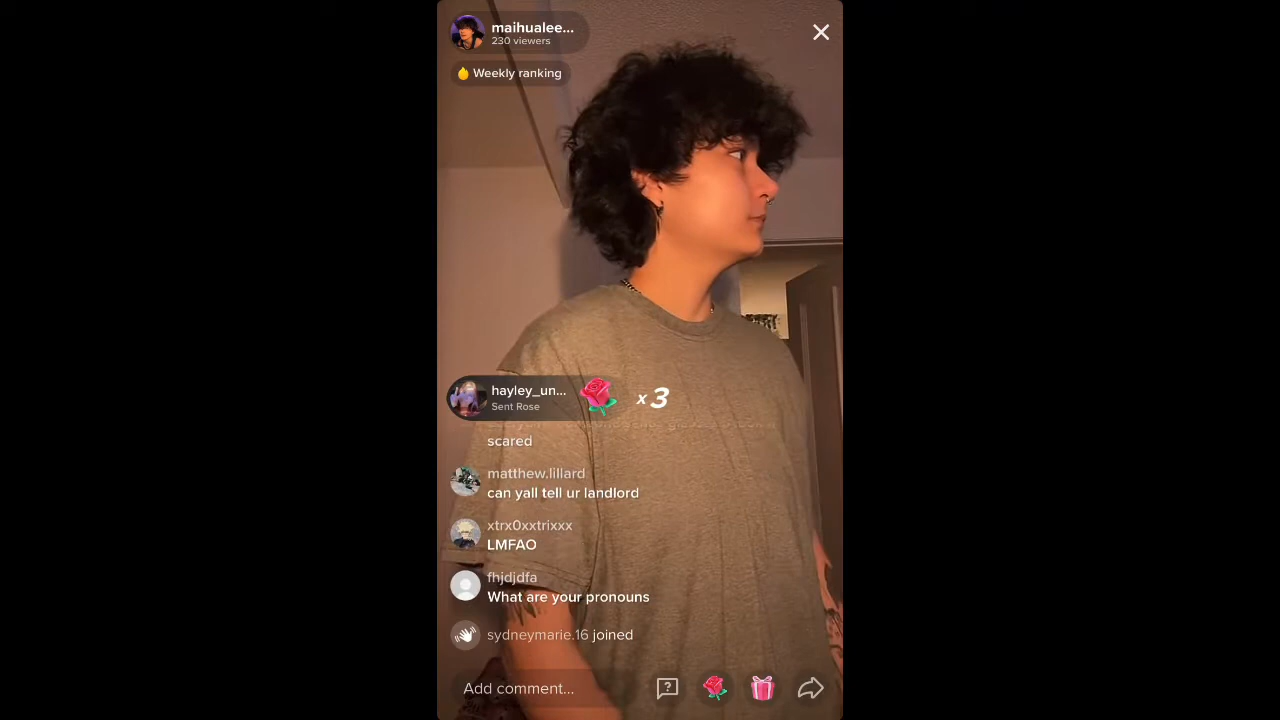 maihualee...
230 viewers
Weekly ranking
hayley_un...
Sent Rose
x3
scared
matthew.lillard
can yall tell ur landlord
xtrx0xxtrixxx
LMFAO
fhjdjdfa
What are your pronouns
sydneymarie.16 joined
Add comment...